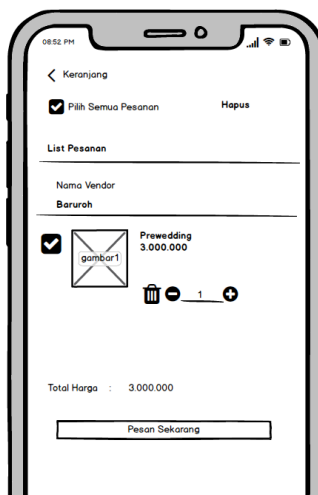 08:52 PM
Keranjang
Pilih Semua Pesanan Hapus
List Pesanan
Nama Vendor
Baruroh
Prewedding
3.000.000
gambar1
1
Total Harga : 3.000.000
Pesan Sekarang